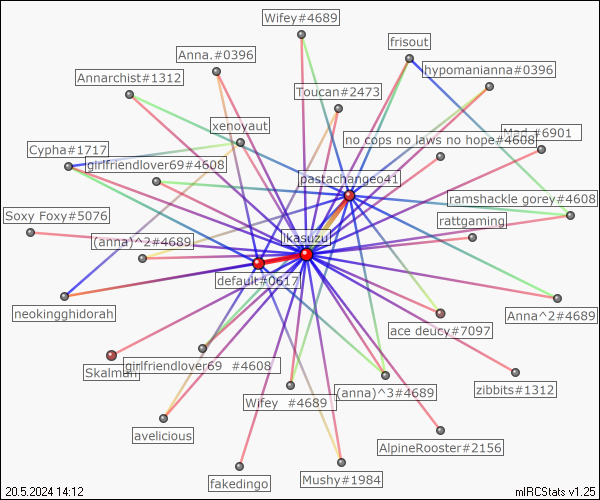 Wifey#4689
frisout
Anna.#0396
hypomanianna#0396
Annarchist#1312
Toucan#2473
xenoyaut
Mad_#6901
no cops no laws no hope#4608
Cypha#1717
girlfriendlover69#4608
pastachangeo41
ramshackle gorey#4608
Soxy Foxy#5076
rattgaming
ikasuzu
(anna)^2#4689
default#0617
neokingghidorah
Anna^2#4689
ace deucy#7097
Skalman
girlfriendlover69 #4608
zibbits#1312
(anna)^3#4689
Wifey #4689
avelicious
AlpineRooster#2156
fakedingo
Mushy#1984
20.5.2024 14:12
mIRCStats v1.25